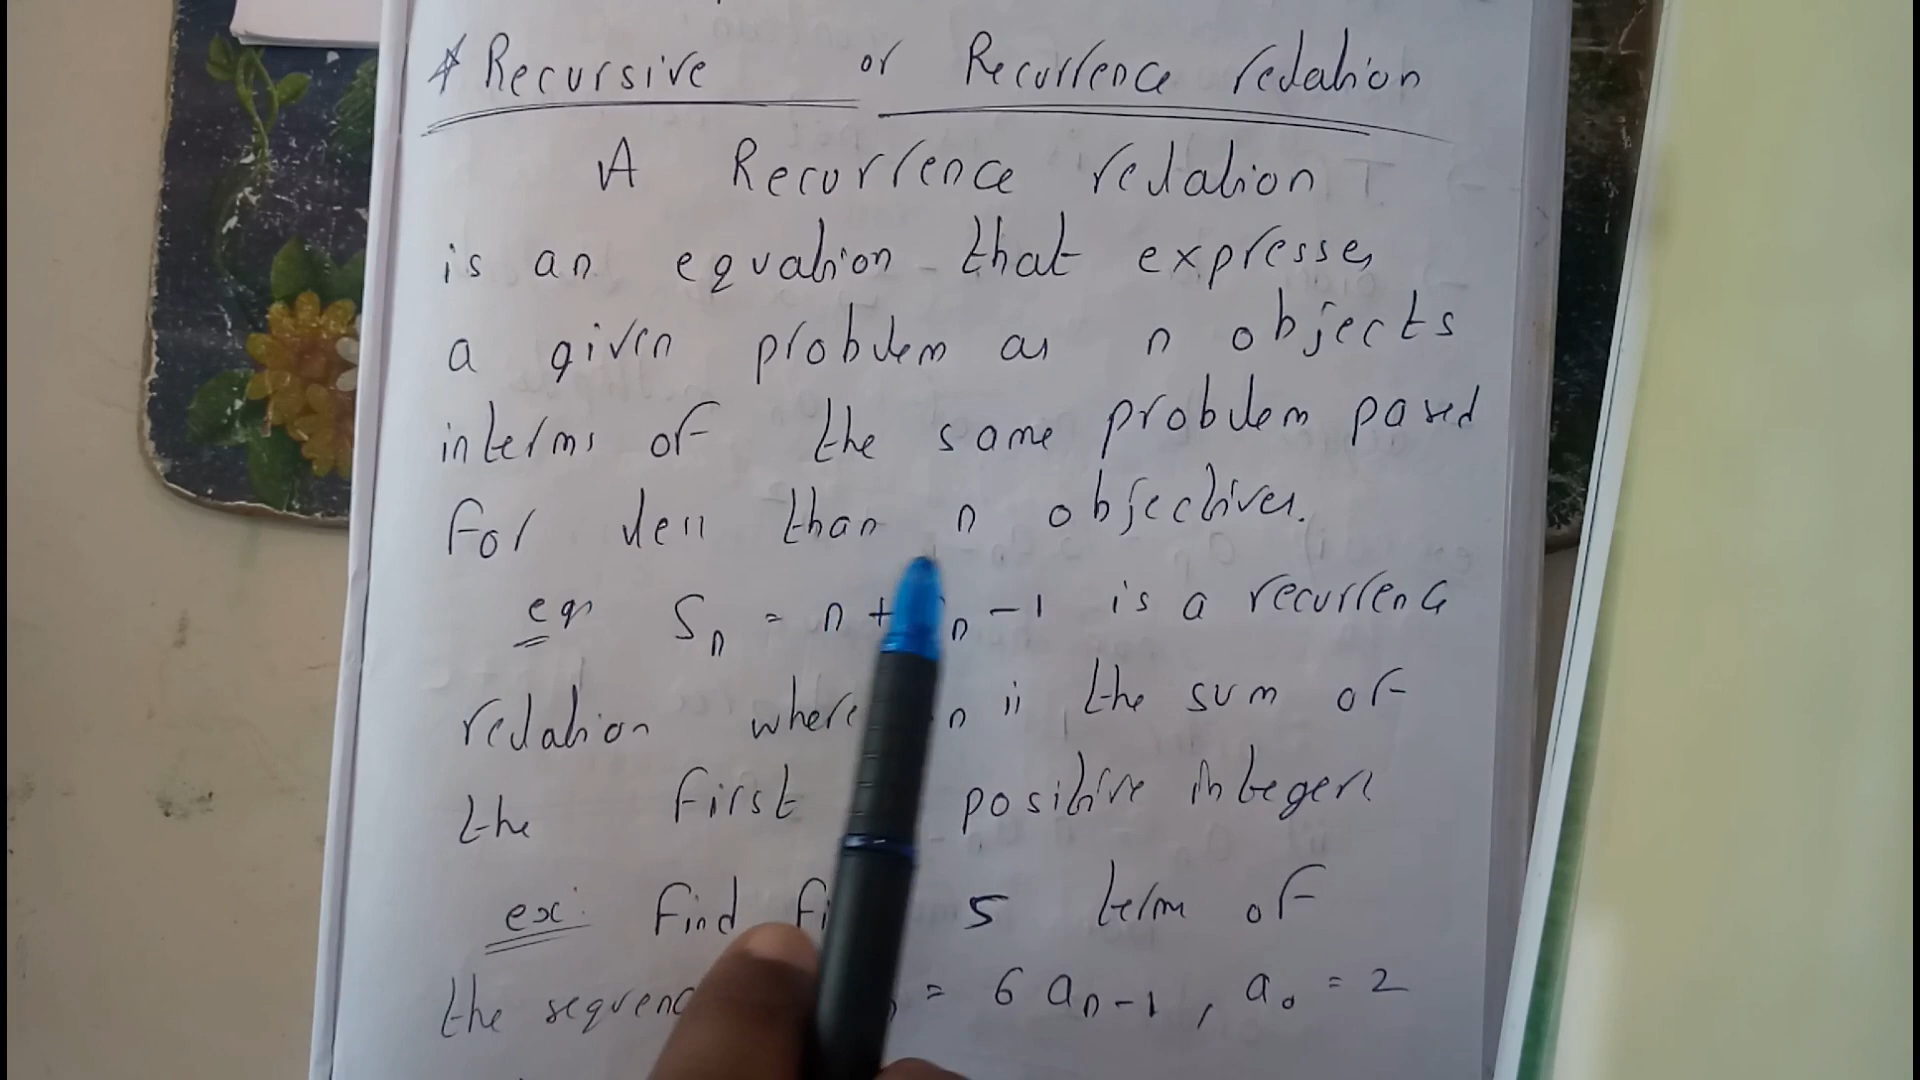 * Recursive or Recurrence relation
A Recurrence relation
is an equation that expresses
a given problem as n objects
interms of the same problem posed
for less than n objectives.
eg Sn = n + n - 1 is a recurrence
relation where n is the sum of
the first positive integers
ex: Find 5 term of
the = 6 an-1, a0 = 2